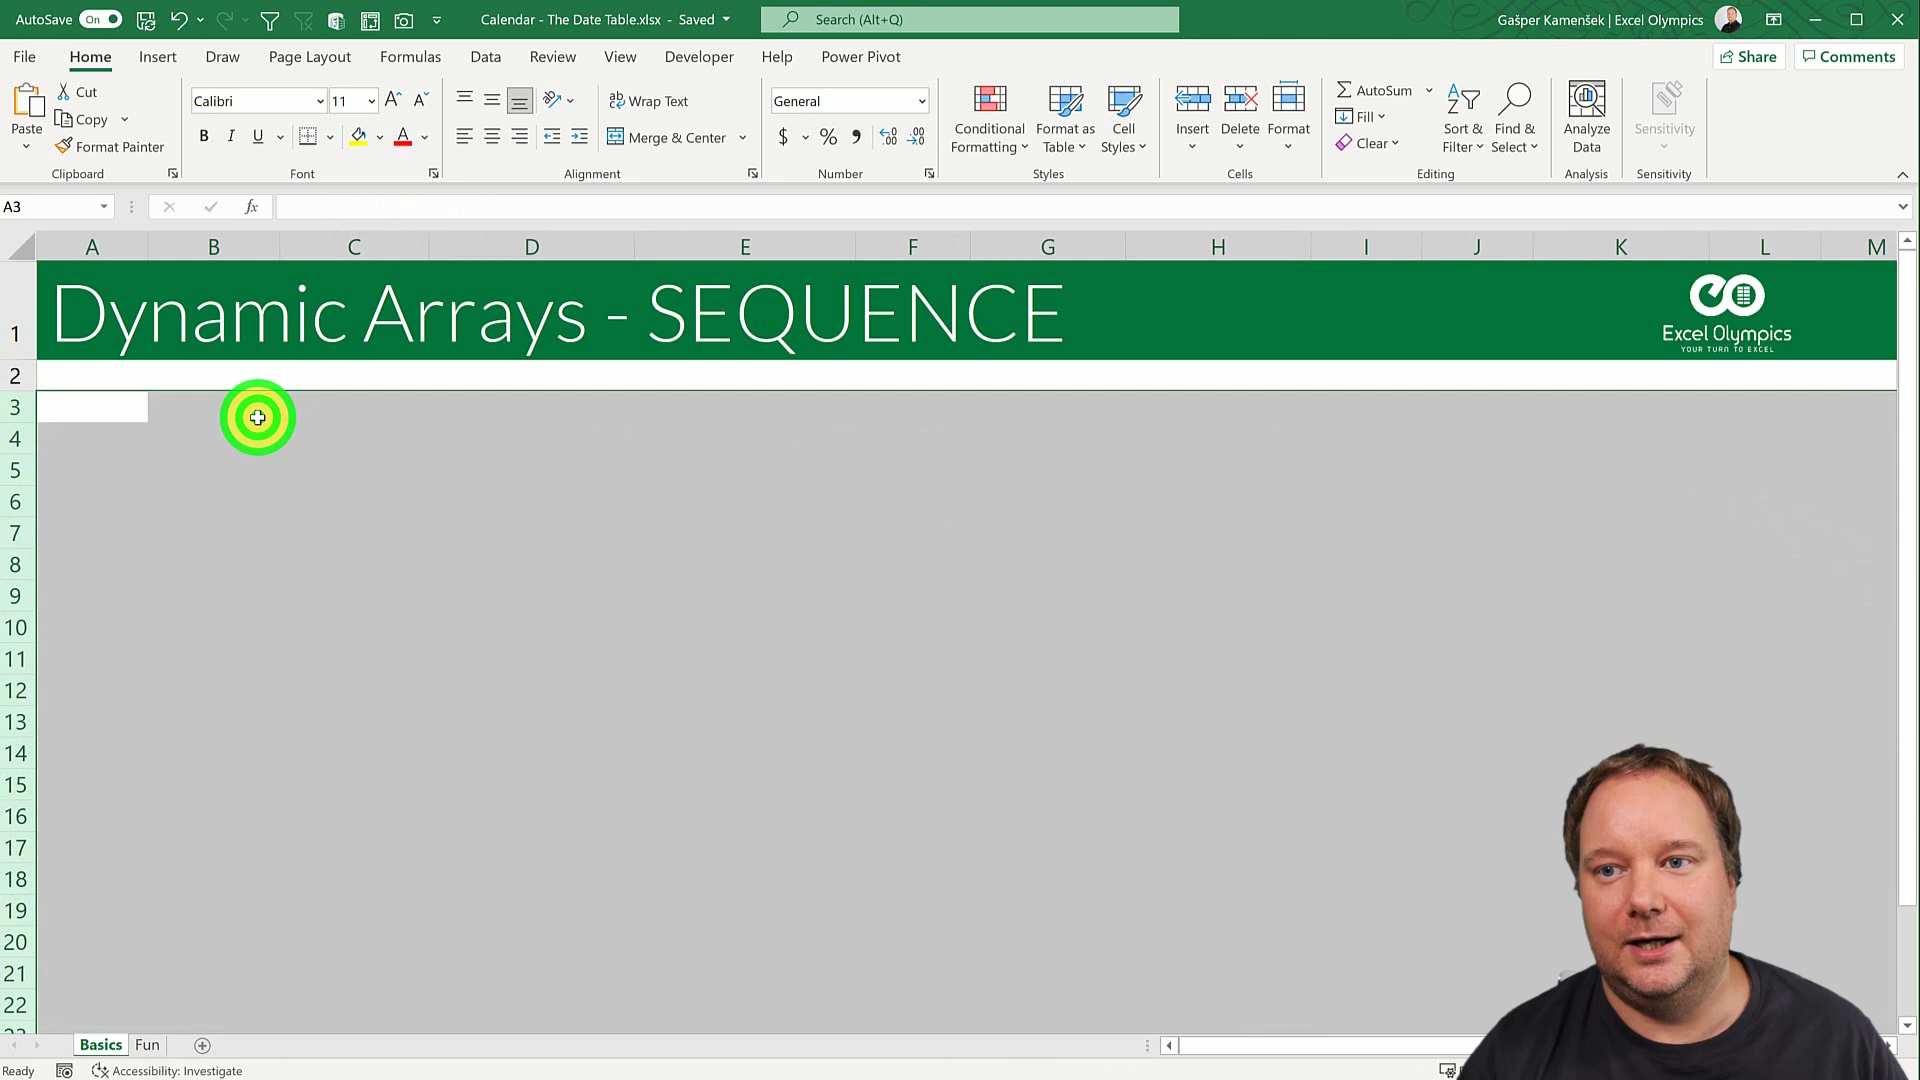 AutoSave On Calendar - The Date Table.xlsx - Saved Search (Alt+Q) Gašper Kamenšek | Excel Olympics
File Home Insert Draw Page Layout Formulas Data Review View Developer Help Power Pivot Share Comments
Paste Cut Copy Format Painter
Calibri 11
B I U A
ab Wrap Text
Merge & Center
General
$ % 9
Conditional Formatting
Format as Table
Cell Styles
Insert Delete Format
AutoSum
Fill
Clear
Sort & Filter
Find & Select
Analyze Data
Sensitivity
Clipboard Font Alignment Number Styles Cells Editing Analysis Sensitivity
A3 fx
A B C D E F G H I J K L M
1 Dynamic Arrays - SEQUENCE
Excel Olympics
YOUR TURN TO EXCEL
2
3
4
5
6
7
8
9
10
11
12
13
14
15
16
17
18
19
20
21
22
Basics Fun
Ready Accessibility: Investigate